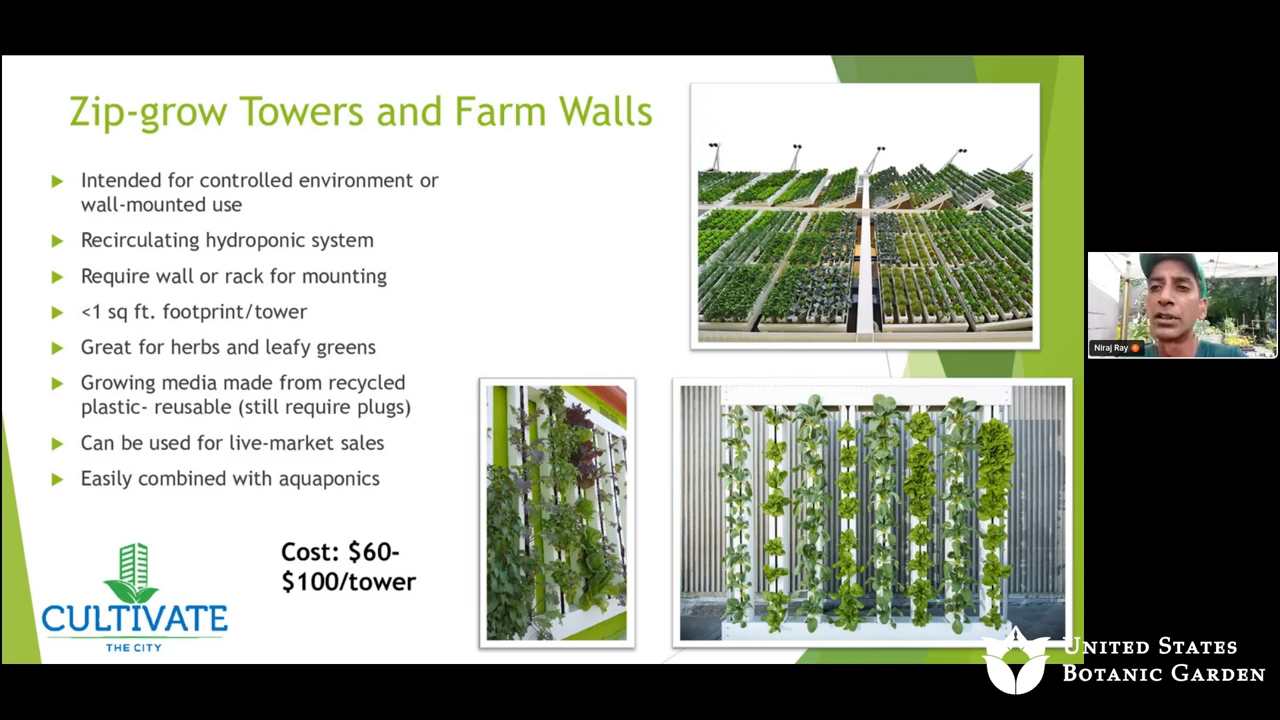 Zip-grow Towers and Farm Walls
Intended for controlled environment or
wall-mounted use
Recirculating hydroponic system
Require wall or rack for mounting
<1 sq ft. footprint/tower
Great for herbs and leafy greens
Growing media made from recycled
plastic- reusable (still require plugs)
Can be used for live-market sales
Easily combined with aquaponics
Cost: $60-
$100/tower
CULTIVATE
THE CITY
Niraj Ray
UNITED STATES
BOTANIC GARDEN